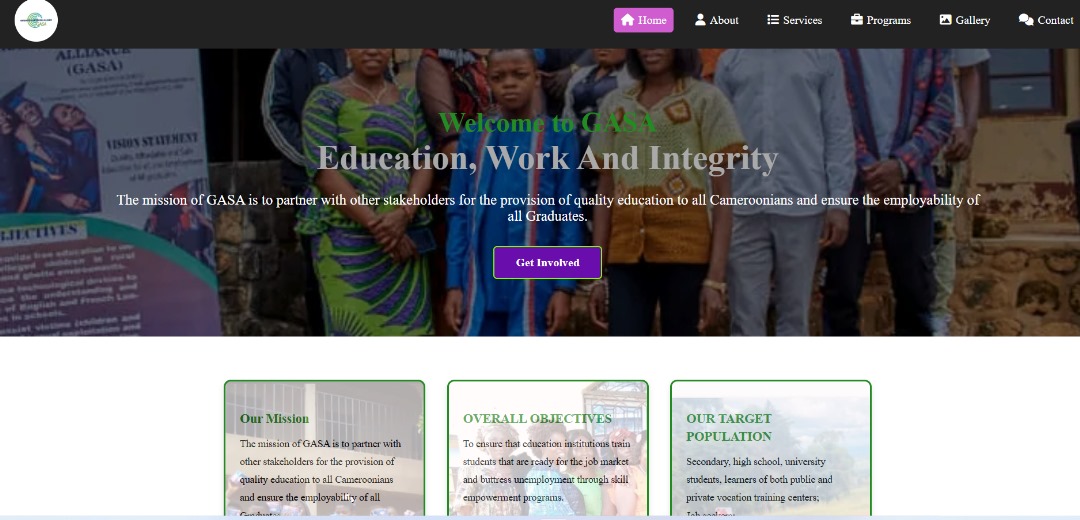 GASA
Home
About
Services
Programs
Gallery
Contact
ALLIANCE
(GASA)
VISION STATEMENT
Welcome to GASA
Education, Work And Integrity
The mission of GASA is to partner with other stakeholders for the provision of quality education to all Cameroonians and ensure the employability of
all Graduates.
Get Involved
Our Mission
The mission of GASA is to partner with
other stakeholders for the provision of
quality education to all Cameroonians
and ensure the employability of all
Graduates.
OVERALL OBJECTIVES
To ensure that education institutions train
students that are ready for the job market
and buttress unemployment through skill
empowerment programs.
OUR TARGET
POPULATION
Secondary, high school, university
students, learners of both public and
private vocation training centers;
Job seekers;